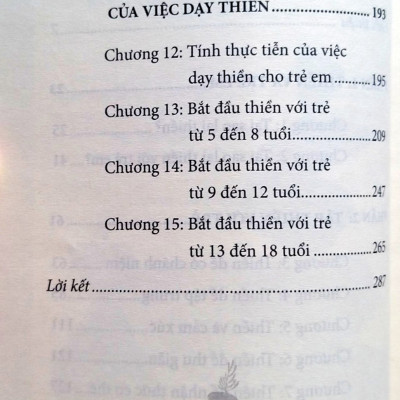 CỦA VIỆC DẠY THIỀN ........ 193
Chương 12: Tính thực tiễn của việc
dạy thiền cho trẻ em ..... 195
Chương 13: Bắt đầu thiền với trẻ
từ 5 đến 8 tuổi ..... 209
Chương 14: Bắt đầu thiền với trẻ
từ 9 đến 12 tuổi ..... 247
Chương 15: Bắt đầu thiền với trẻ
từ 13 đến 18 tuổi ..... 265
Lời kết ..... 287